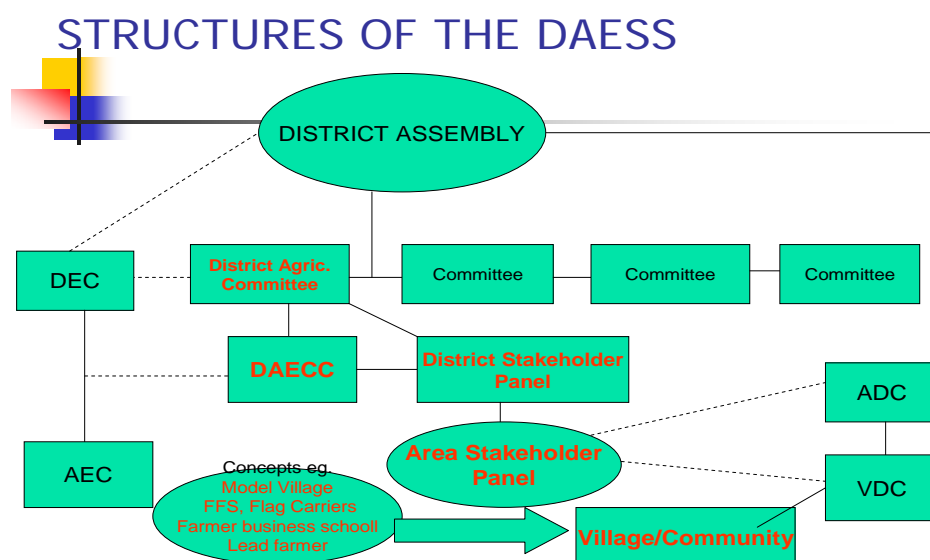 STRUCTURES OF THE DAESS
DISTRICT ASSEMBLY
DEC
District Agric.
Committee
Committee
Committee
Committee
DAECC
District Stakeholder
Panel
ADC
AEC
Area Stakeholder
Panel
VDC
Concepts eg.
Model Village
FFS, Flag Carriers
Farmer business schooll
Lead farmer
Village/Community